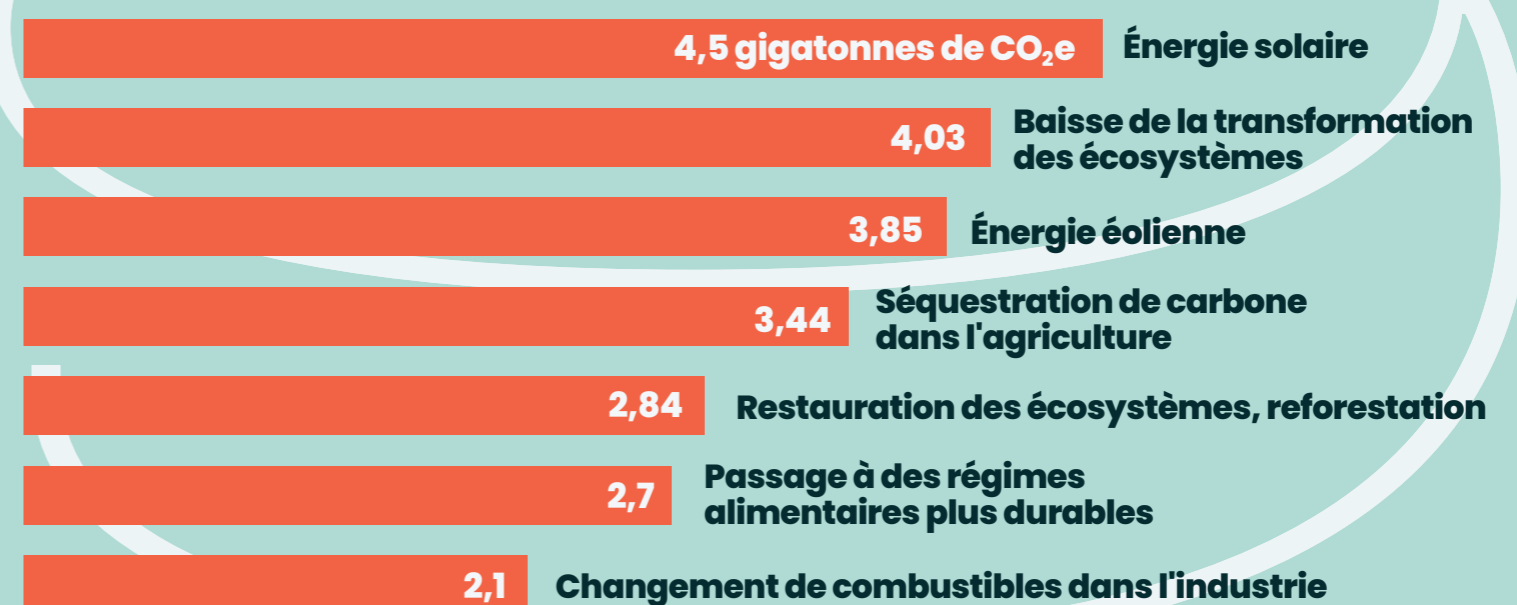 4,5 gigatonnes de CO₂e Énergie solaire
4,03 Baisse de la transformation
des écosystèmes
3,85 Énergie éolienne
3,44 Séquestration de carbone
dans l'agriculture
2,84 Restauration des écosystèmes, reforestation
2,7 Passage à des régimes
alimentaires plus durables
2,1 Changement de combustibles dans l'industrie